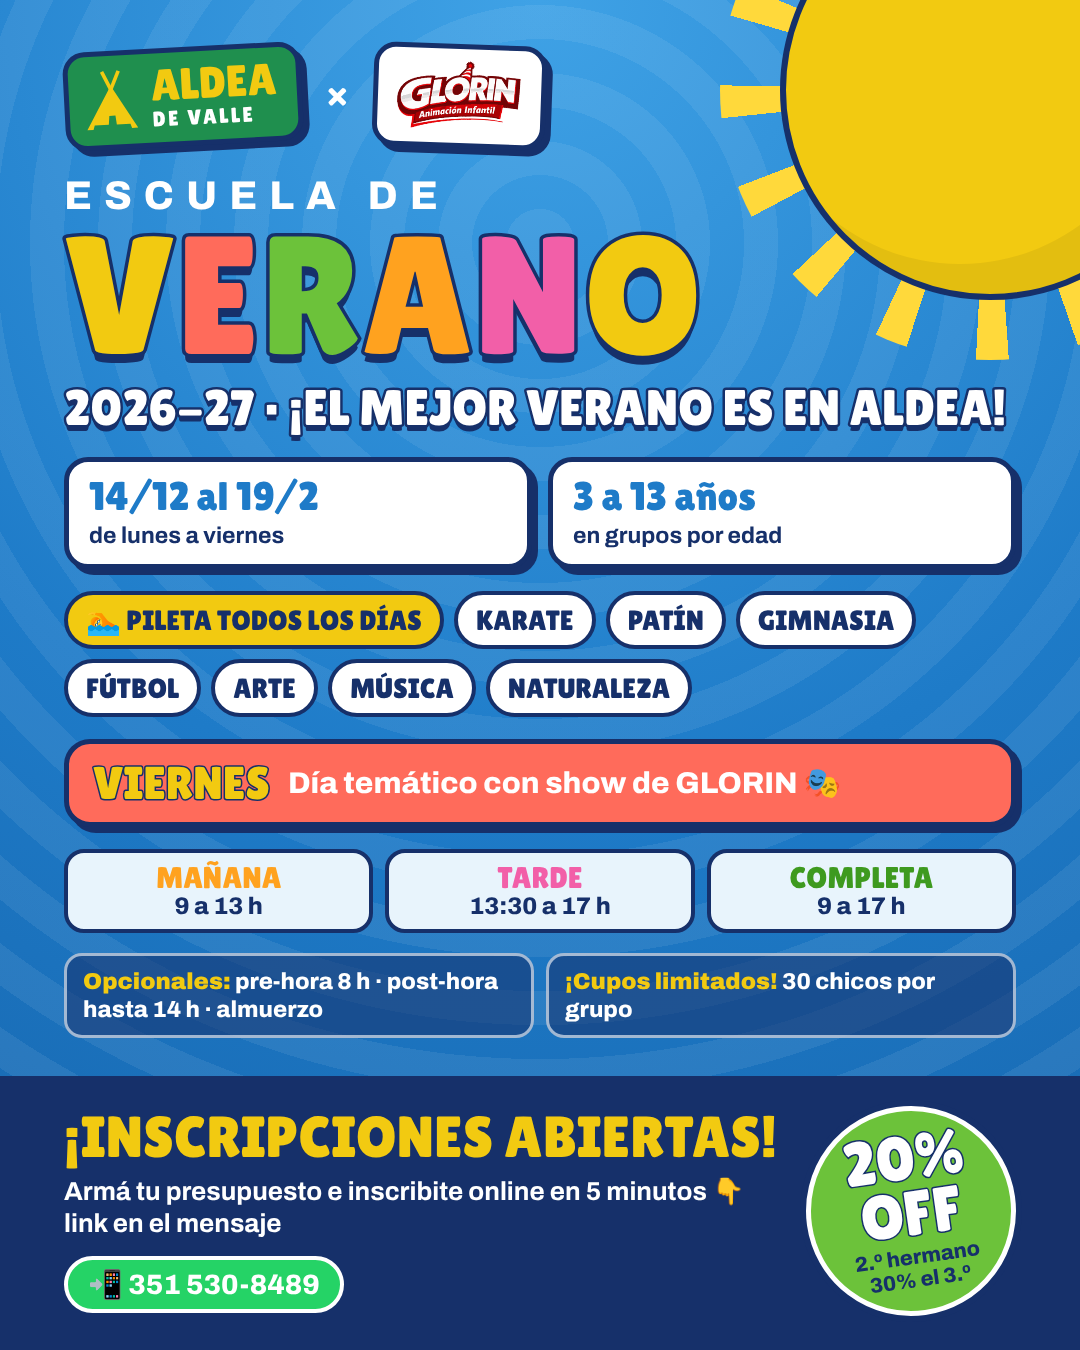 ALDEA
DE VALLE
×
GLORIN
Animación Infantil
ESCUELA DE
VERANO
2026–27 · ¡EL MEJOR VERANO ES EN ALDEA!
14/12 al 19/2
de lunes a viernes
3 a 13 años
en grupos por edad
🏊 PILETA TODOS LOS DÍAS
KARATE
PATÍN
GIMNASIA
FÚTBOL
ARTE
MÚSICA
NATURALEZA
VIERNES Día temático con show de GLORIN 🎭
MAÑANA
9 a 13 h
TARDE
13:30 a 17 h
COMPLETA
9 a 17 h
Opcionales: pre-hora 8 h · post-hora
hasta 14 h · almuerzo
¡Cupos limitados! 30 chicos por
grupo
¡INSCRIPCIONES ABIERTAS!
Armá tu presupuesto e inscribite online en 5 minutos 👇
link en el mensaje
📲 351 530-8489
20%
OFF
2.º hermano
30% el 3.º